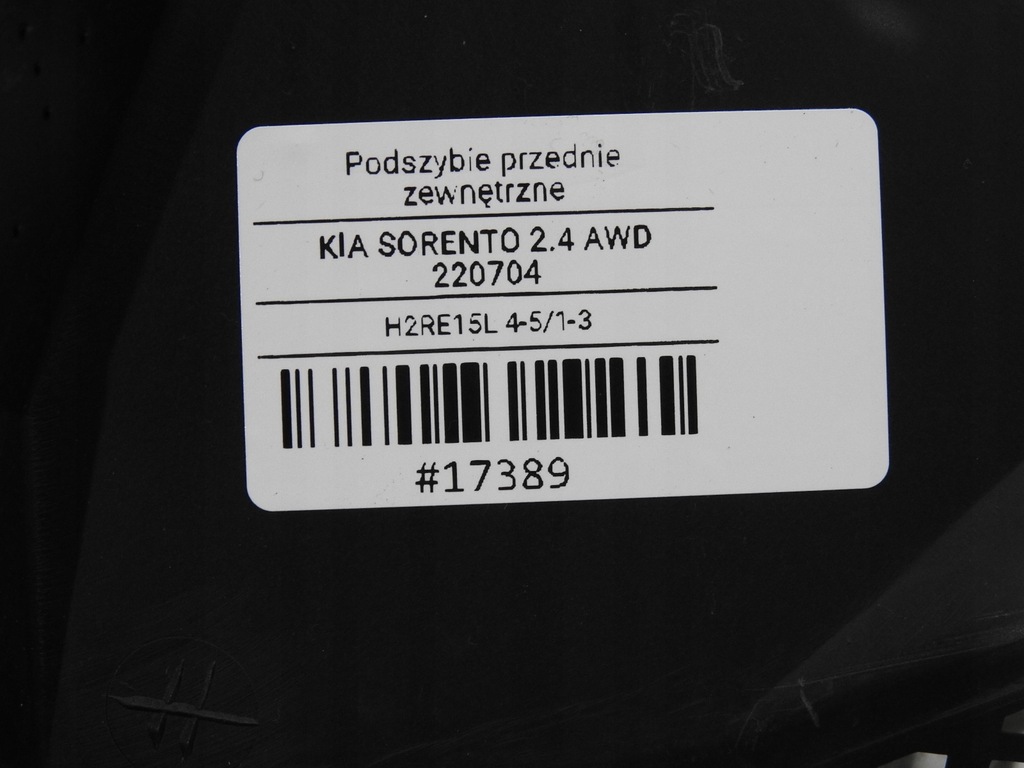 Podszybie przednie
zewnętrzne
KIA SORENTO 2.4 AWD
220704
H2RE15L 4-5/1-3
#17389